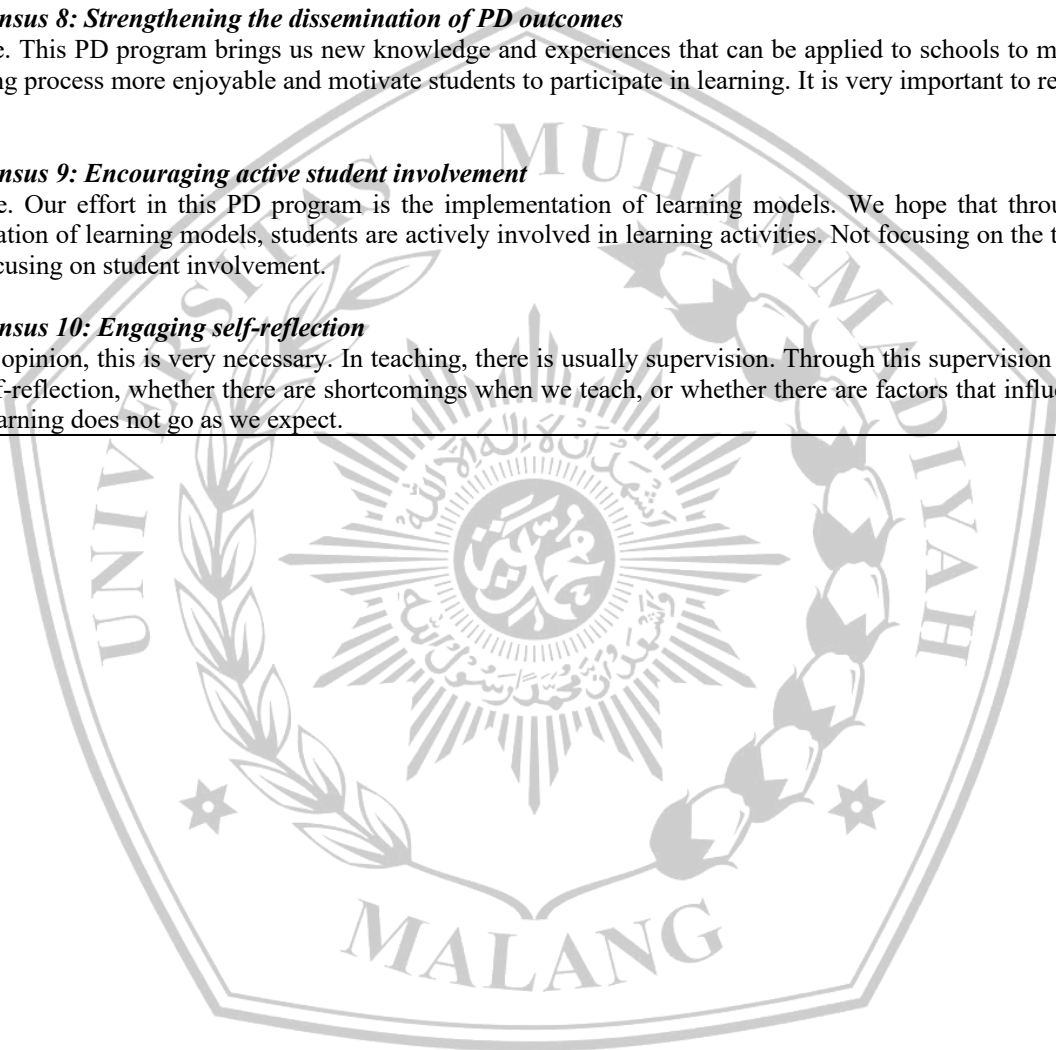 nsus 8: Strengthening the dissemination of PD outcomes
e. This PD program brings us new knowledge and experiences that can be applied to schools to m
ng process more enjoyable and motivate students to participate in learning. It is very important to re
nsus 9: Encouraging active student involvement
e. Our effort in this PD program is the implementation of learning models. We hope that throu
ation of learning models, students are actively involved in learning activities. Not focusing on the t
cusing on student involvement.
nsus 10: Engaging self-reflection
opinion, this is very necessary. In teaching, there is usually supervision. Through this supervision
f-reflection, whether there are shortcomings when we teach, or whether there are factors that influ
arning does not go as we expect.
UNIVERSITAS MUHAMMADIYAH
MALANG